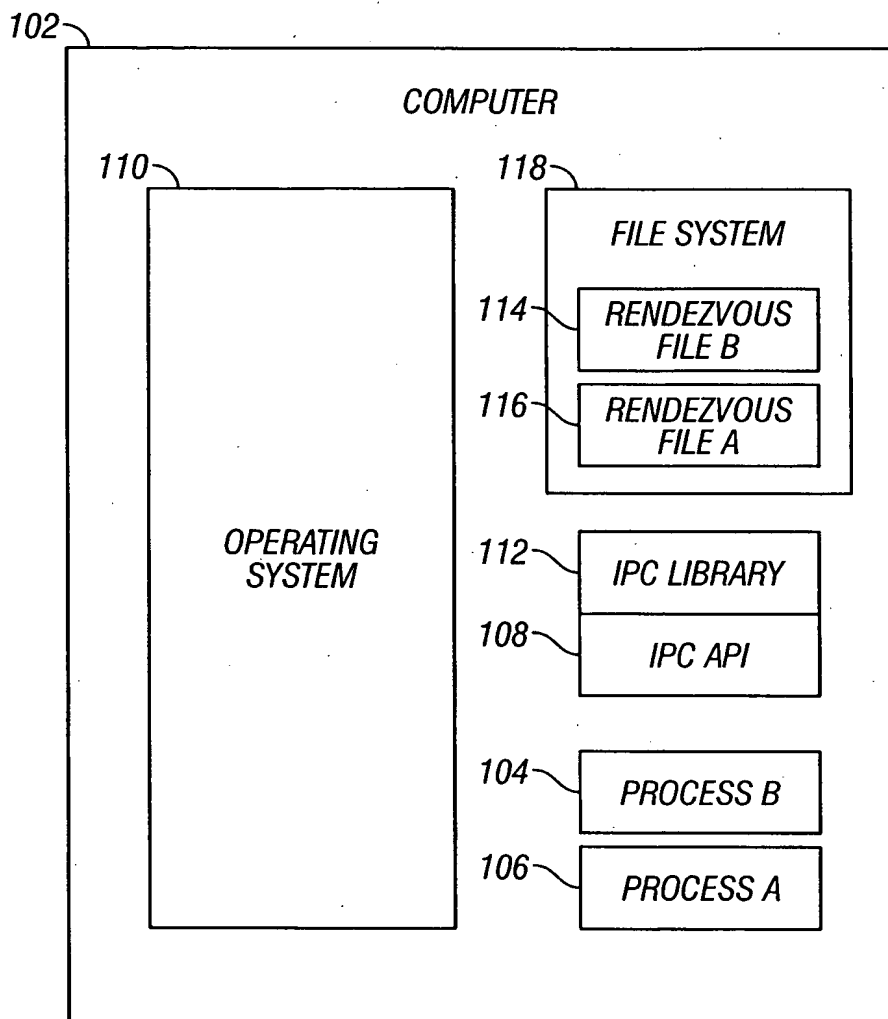 102
COMPUTER
110
OPERATING
SYSTEM
118
FILE SYSTEM
114
RENDEZVOUS
FILE B
116
RENDEZVOUS
FILE A
112
IPC LIBRARY
108
IPC API
104
PROCESS B
106
PROCESS A